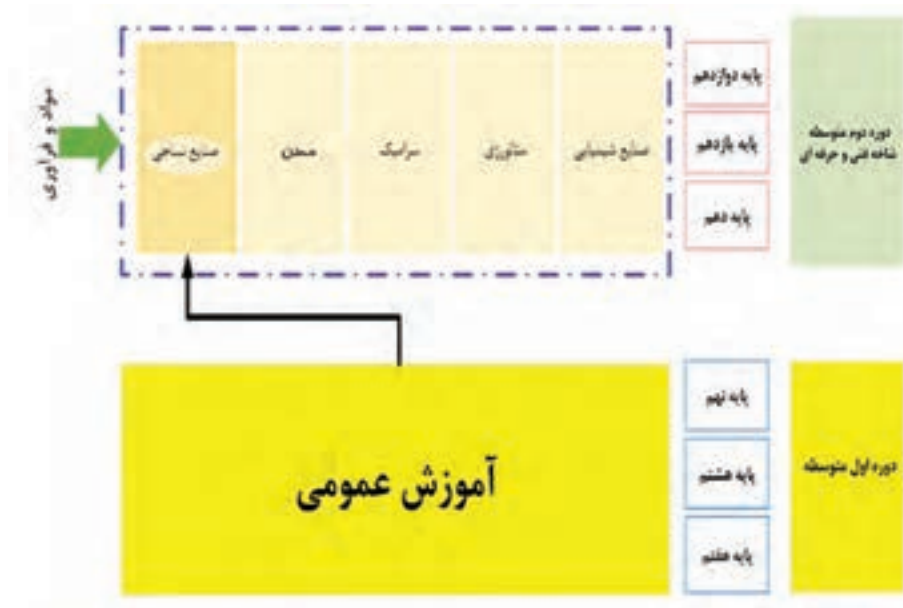 دوره دوم متوسطه
شاخه فنی و حرفه ای
پایه دوازدهم
پایه یازدهم
پایه دهم
صنایع شیمیایی
متالورژی
سرامیک
معدن
صنایع نساجی
مواد و فراوری
دوره اول متوسطه
پایه نهم
پایه هشتم
پایه هفتم
آموزش عمومی